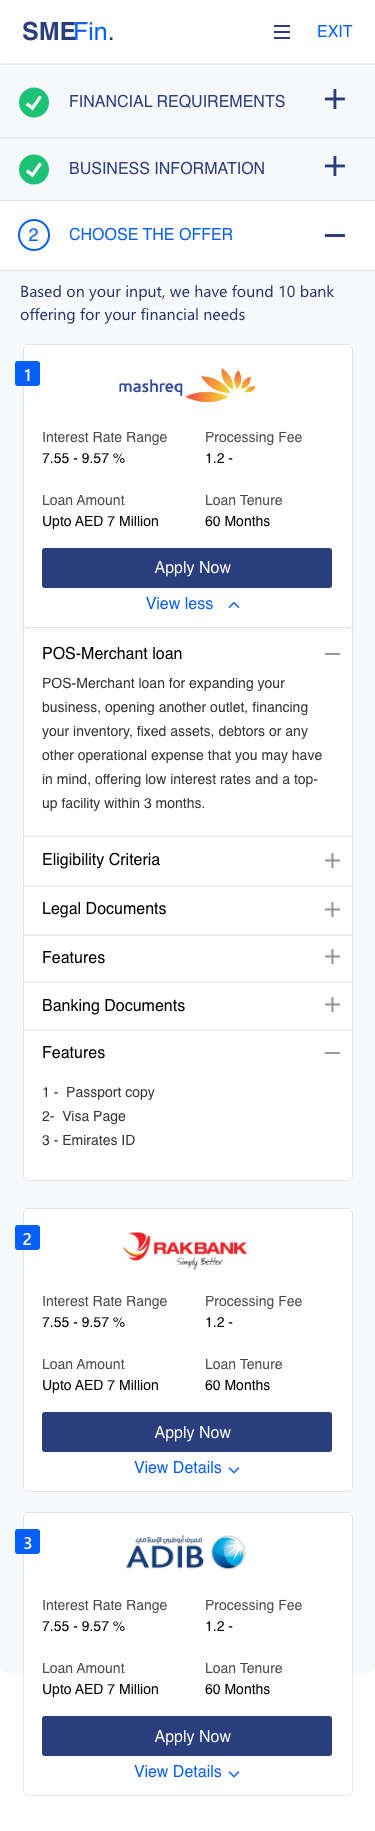 SMEFin.
EXIT
FINANCIAL REQUIREMENTS
BUSINESS INFORMATION
2 CHOOSE THE OFFER
Based on your input, we have found 10 bank
offering for your financial needs
1
mashreq
Interest Rate Range Processing Fee
7.55 - 9.57 % 1.2 -
Loan Amount Loan Tenure
Upto AED 7 Million 60 Months
Apply Now
View less
POS-Merchant loan
POS-Merchant loan for expanding your
business, opening another outlet, financing
your inventory, fixed assets, debtors or any
other operational expense that you may have
in mind, offering low interest rates and a top-
up facility within 3 months.
Eligibility Criteria
Legal Documents
Features
Banking Documents
Features
1 - Passport copy
2- Visa Page
3 - Emirates ID
2
RAKBANK
Simply Better
Interest Rate Range Processing Fee
7.55 - 9.57 % 1.2 -
Loan Amount Loan Tenure
Upto AED 7 Million 60 Months
Apply Now
View Details
3
مصرف أبوظبي الإسلامي
ADIB
Interest Rate Range Processing Fee
7.55 - 9.57 % 1.2 -
Loan Amount Loan Tenure
Upto AED 7 Million 60 Months
Apply Now
View Details